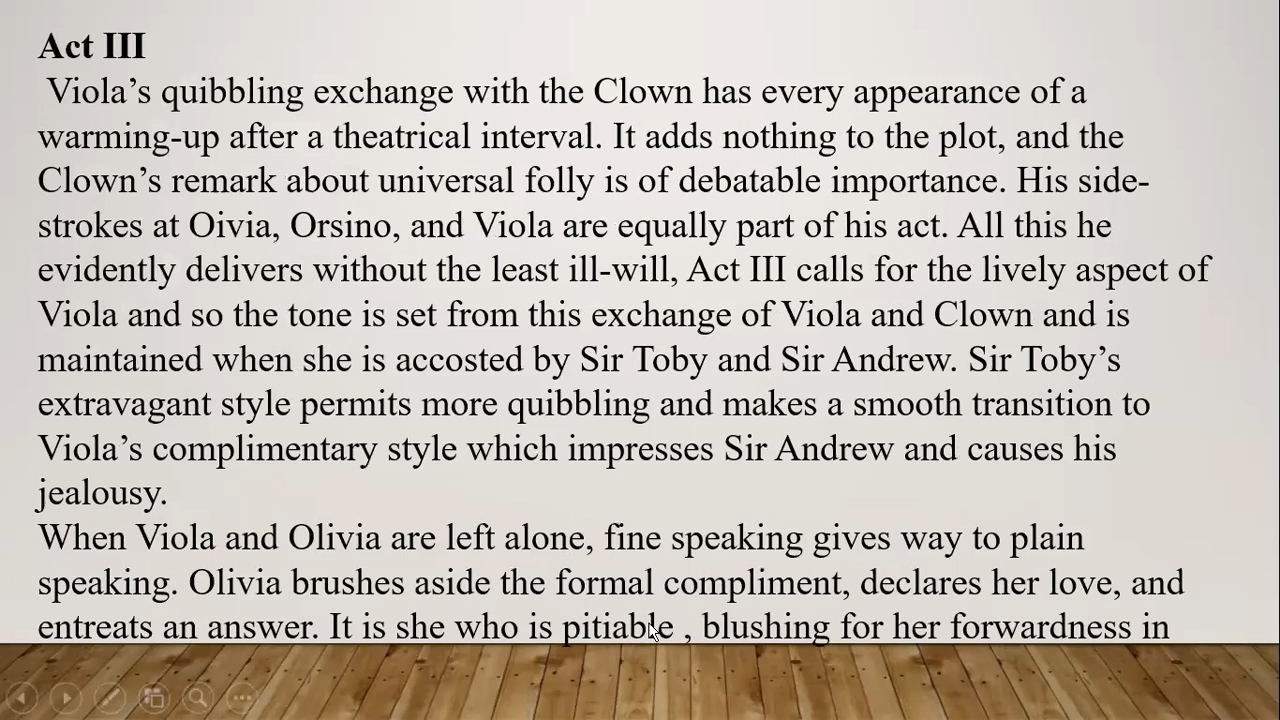 Act III
Viola’s quibbling exchange with the Clown has every appearance of a
warming-up after a theatrical interval. It adds nothing to the plot, and the
Clown’s remark about universal folly is of debatable importance. His side-
strokes at Oivia, Orsino, and Viola are equally part of his act. All this he
evidently delivers without the least ill-will, Act III calls for the lively aspect of
Viola and so the tone is set from this exchange of Viola and Clown and is
maintained when she is accosted by Sir Toby and Sir Andrew. Sir Toby’s
extravagant style permits more quibbling and makes a smooth transition to
Viola’s complimentary style which impresses Sir Andrew and causes his
jealousy.
When Viola and Olivia are left alone, fine speaking gives way to plain
speaking. Olivia brushes aside the formal compliment, declares her love, and
entreats an answer. It is she who is pitiable , blushing for her forwardness in